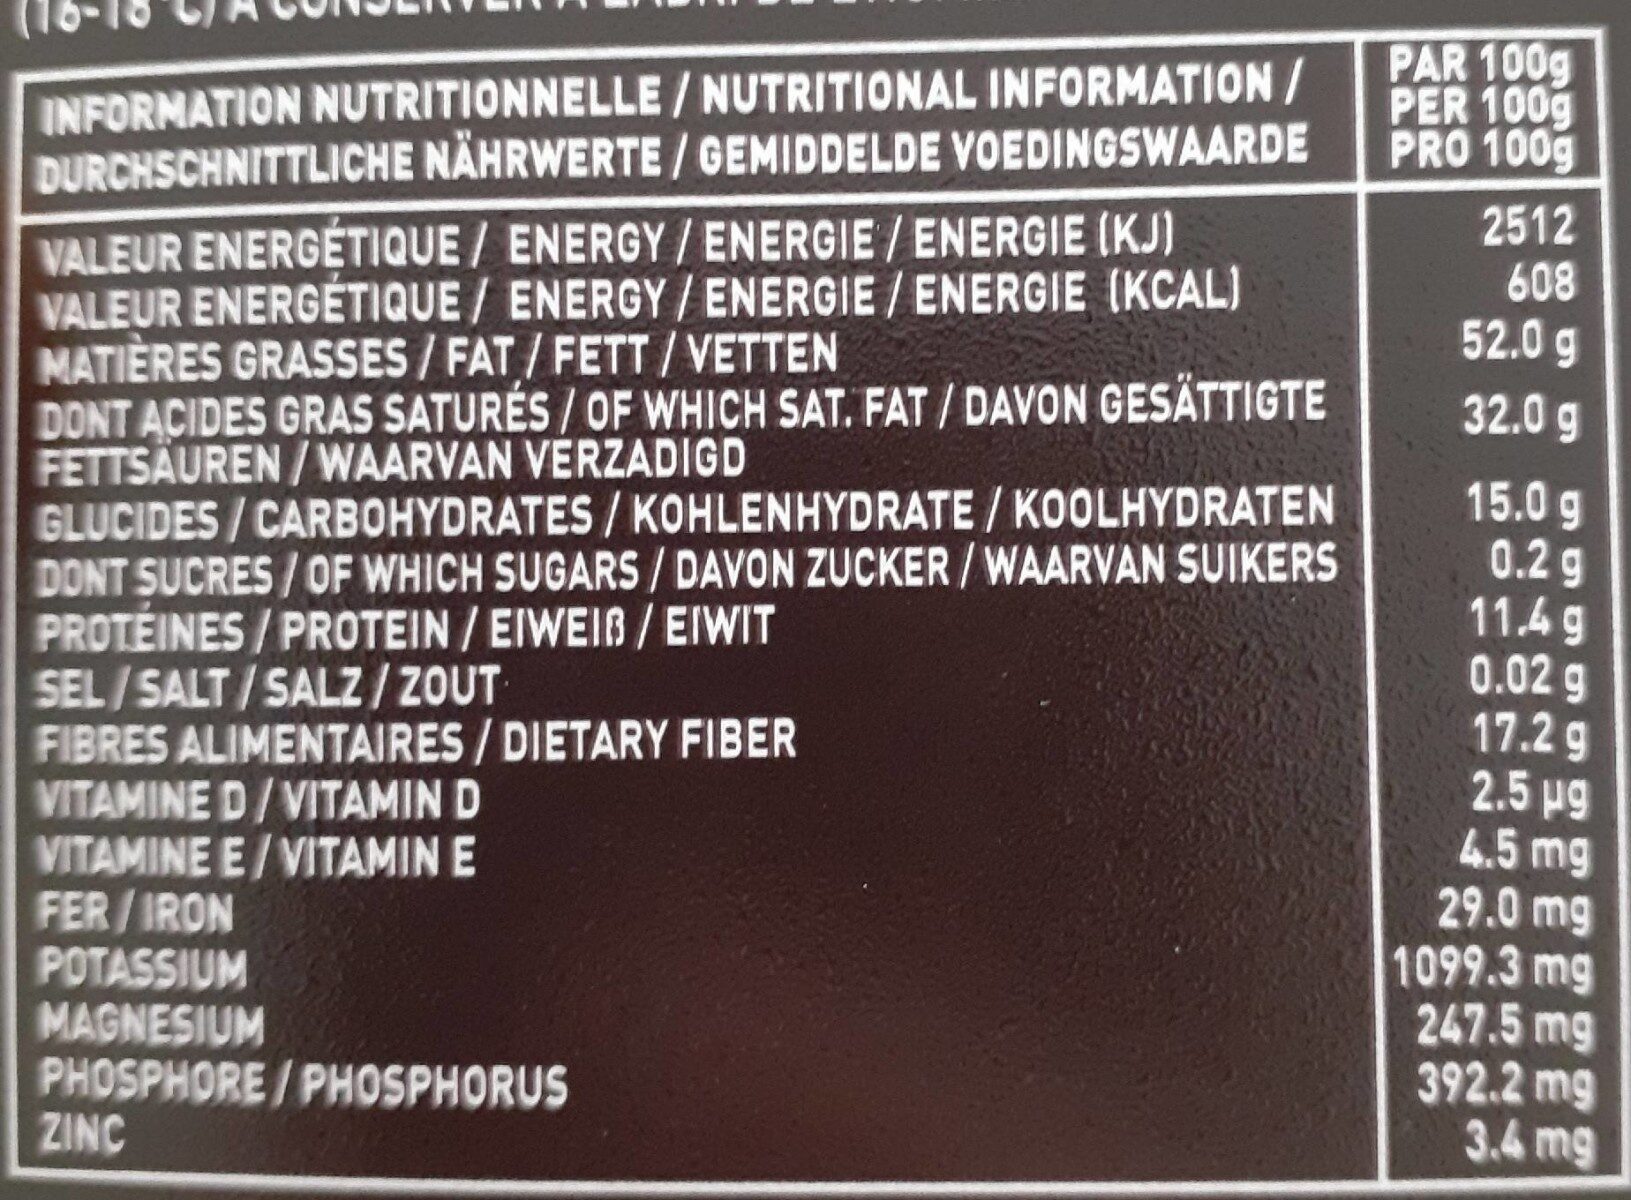 (16-18°C) A CONSERVER A
INFORMATION NUTRITIONNELLE / NUTRITIONAL INFORMATION /
DURCHSCHNITTLICHE NÄHRWERTE / GEMIDDELDE VOEDINGSWAARDE
PAR 100g
PER 100g
PRO 100g
VALEUR ENERGÉTIQUE / ENERGY / ENERGIE / ENERGIE (KJ) 2512
VALEUR ENERGÉTIQUE / ENERGY / ENERGIE / ENERGIE (KCAL) 608
MATIÈRES GRASSES / FAT / FETT / VETTEN 52.0 g
DONT ACIDES GRAS SATURÉS / OF WHICH SAT. FAT / DAVON GESÄTTIGTE 32.0 g
FETTSÄUREN / WAARVAN VERZADIGD
GLUCIDES / CARBOHYDRATES / KOHLENHYDRATE / KOOLHYDRATEN 15.0 g
DONT SUCRES / OF WHICH SUGARS / DAVON ZUCKER / WAARVAN SUIKERS 0.2 g
PROTÉINES / PROTEIN / EIWEIß / EIWIT 11.4 g
SEL / SALT / SALZ / ZOUT 0.02 g
FIBRES ALIMENTAIRES / DIETARY FIBER 17.2 g
VITAMINE D / VITAMIN D 2.5 µg
VITAMINE E / VITAMIN E 4.5 mg
FER / IRON 29.0 mg
POTASSIUM 1099.3 mg
MAGNESIUM 247.5 mg
PHOSPHORE / PHOSPHORUS 392.2 mg
ZINC 3.4 mg